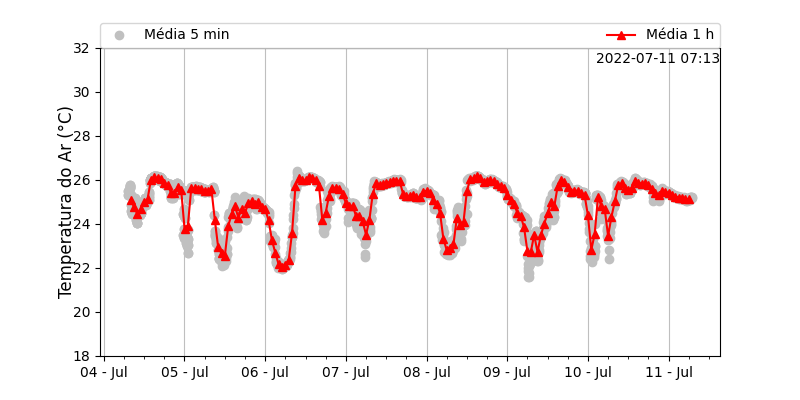 Média 5 min
Média 1 h
2022-07-11 07:13
Temperatura do Ar (°C)
32
30
28
26
24
22
20
18
04 - Jul
05 - Jul
06 - Jul
07 - Jul
08 - Jul
09 - Jul
10 - Jul
11 - Jul